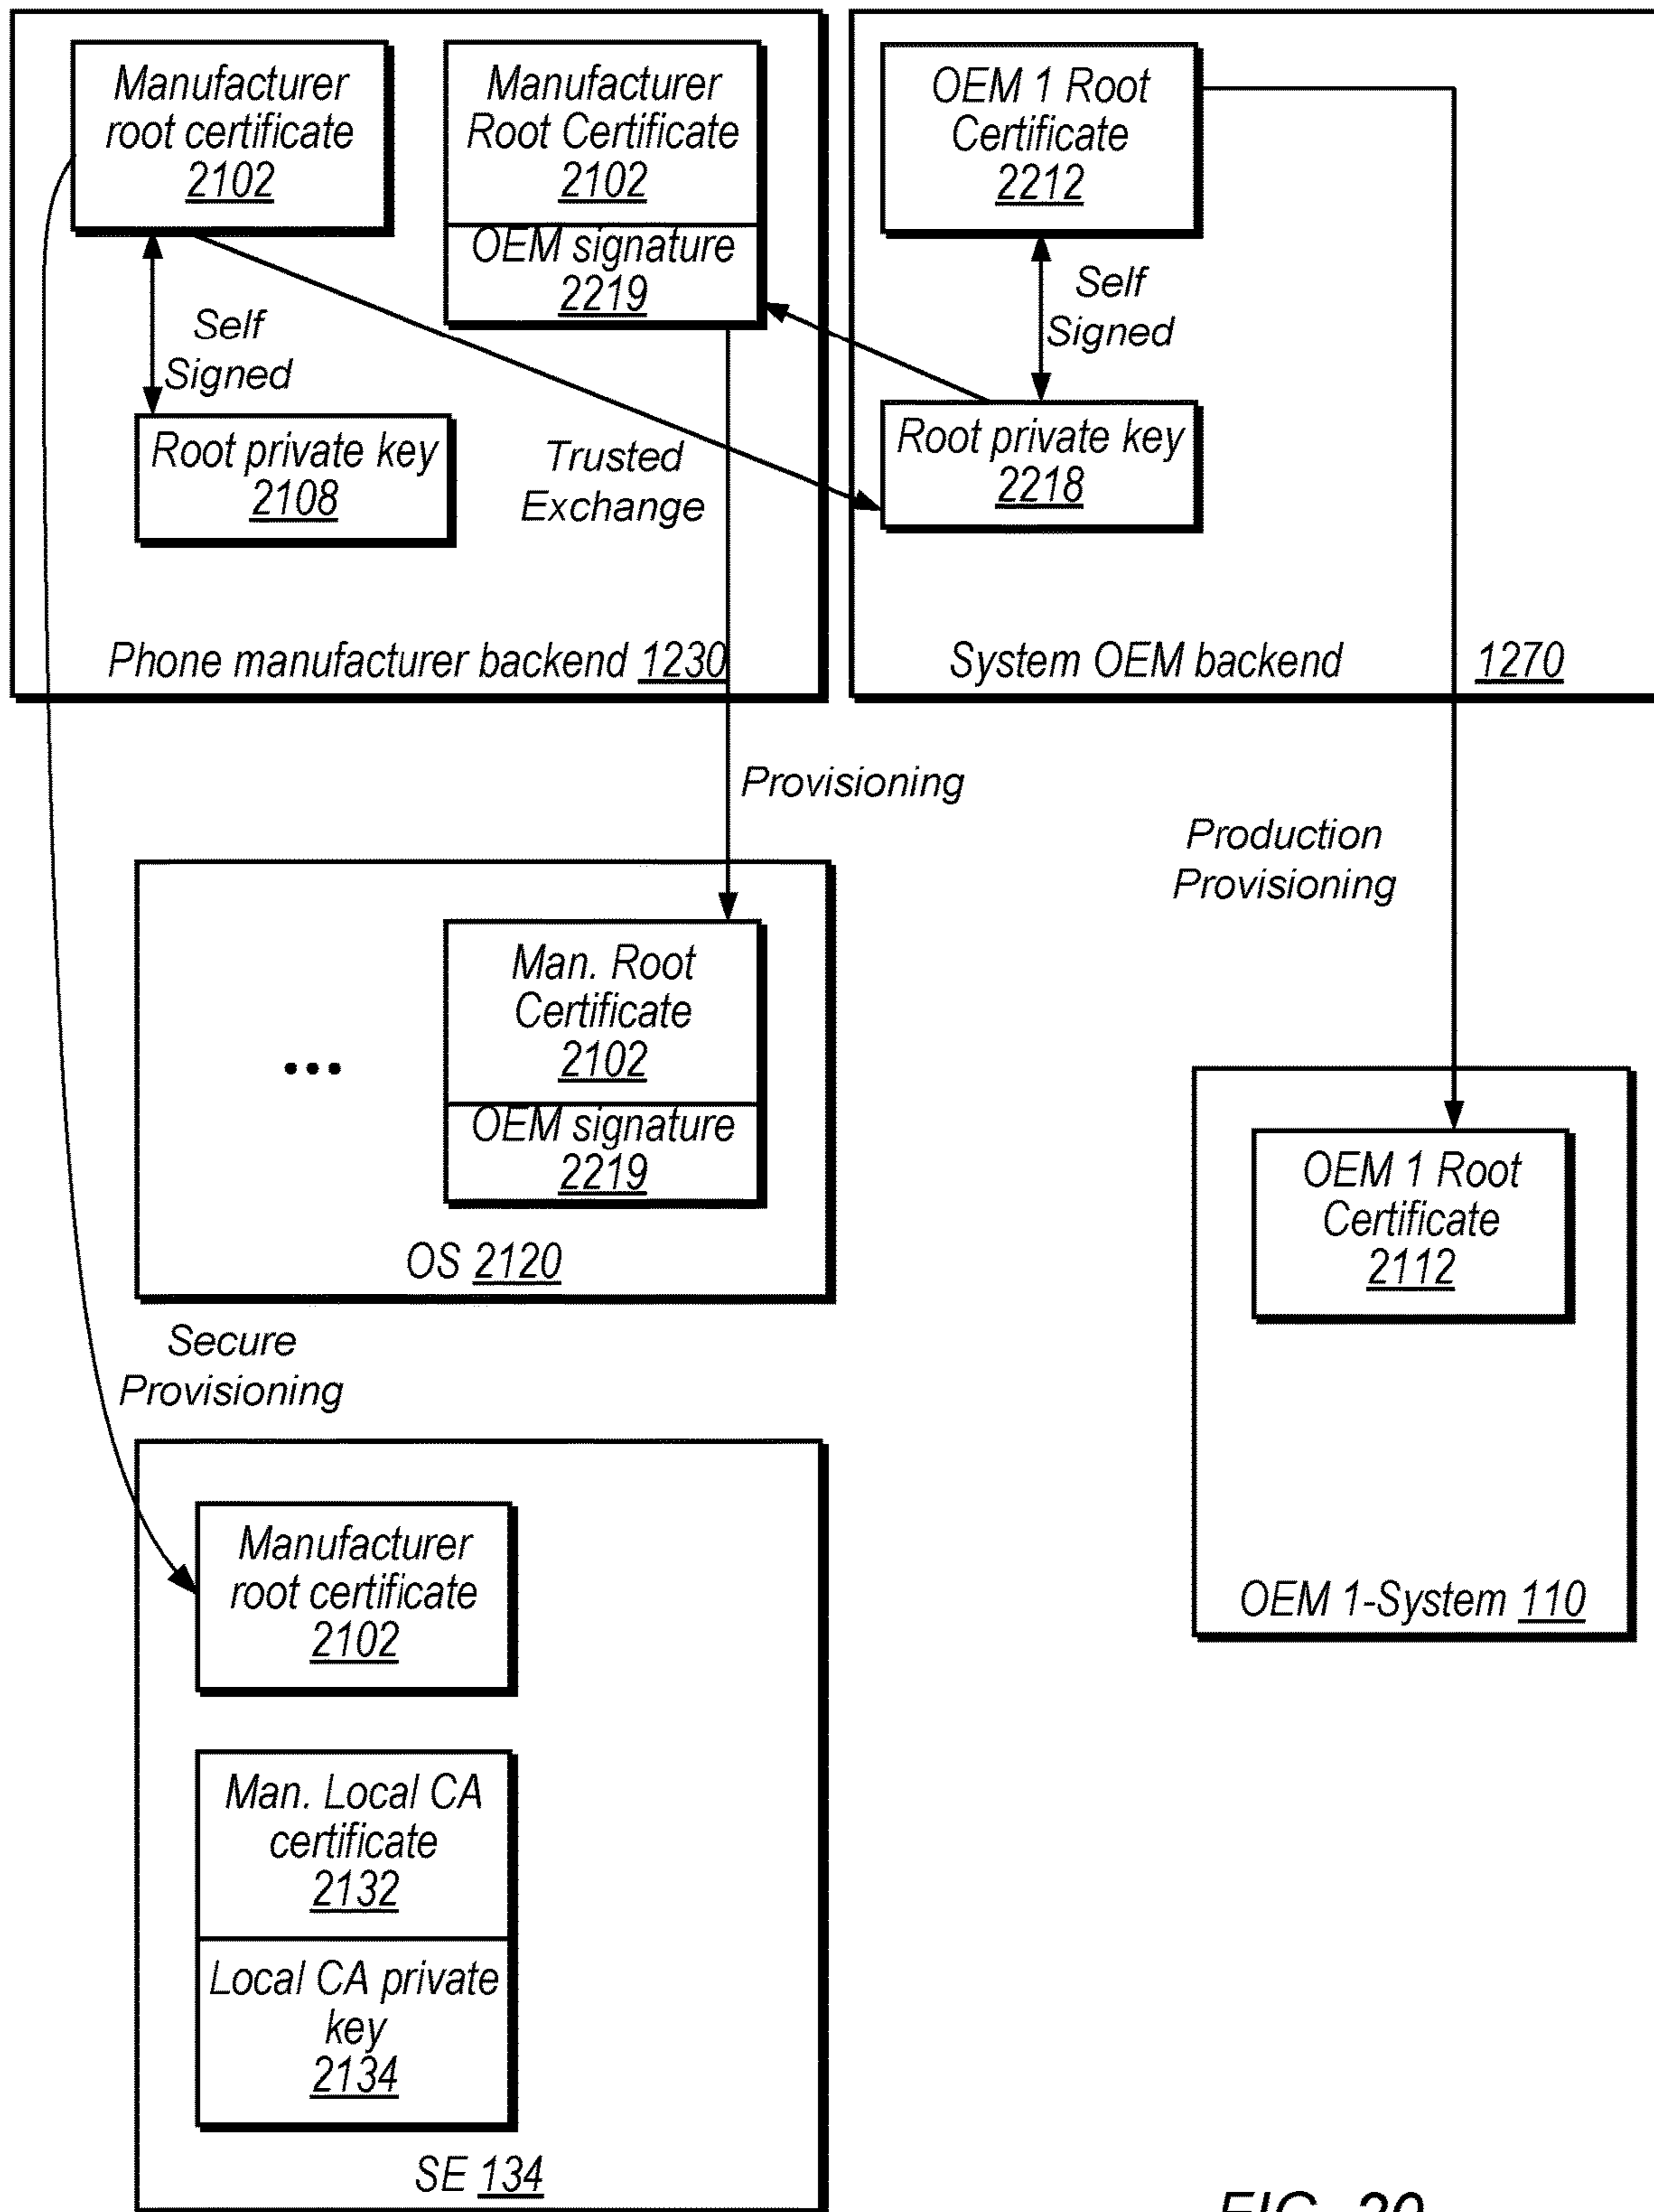 Manufacturer
root certificate
2102
Manufacturer
Root Certificate
2102
OEM signature
2219
Self
Signed
Root private key
2108
Trusted
Exchange
Phone manufacturer backend 1230
OEM 1 Root
Certificate
2212
Self
Signed
Root private key
2218
System OEM backend 1270
Provisioning
Production
Provisioning
Man. Root
Certificate
2102
OEM signature
2219
...
OS 2120
OEM 1 Root
Certificate
2112
OEM 1-System 110
Secure
Provisioning
Manufacturer
root certificate
2102
Man. Local CA
certificate
2132
Local CA private
key
2134
SE 134